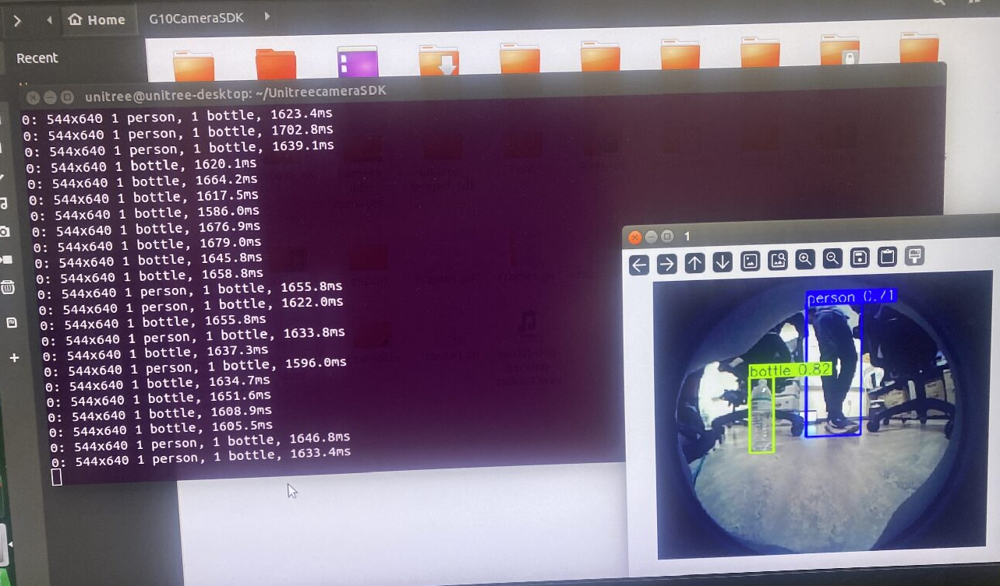 Home
G10CameraSDK
Recent
unitree@unitree-desktop: ~/UnitreecameraSDK
0: 544x640 1 person, 1 bottle, 1623.4ms
0: 544x640 1 person, 1 bottle, 1702.8ms
0: 544x640 1 person, 1 bottle, 1639.1ms
0: 544x640 1 bottle, 1620.1ms
0: 544x640 1 bottle, 1664.2ms
0: 544x640 1 bottle, 1617.5ms
0: 544x640 1 bottle, 1586.0ms
0: 544x640 1 bottle, 1676.9ms
0: 544x640 1 bottle, 1679.0ms
0: 544x640 1 bottle, 1645.8ms
0: 544x640 1 bottle, 1658.8ms
0: 544x640 1 person, 1 bottle, 1655.8ms
0: 544x640 1 person, 1 bottle, 1622.0ms
0: 544x640 1 bottle, 1655.8ms
0: 544x640 1 person, 1 bottle, 1633.8ms
0: 544x640 1 bottle, 1637.3ms
0: 544x640 1 person, 1 bottle, 1596.0ms
0: 544x640 1 bottle, 1634.7ms
0: 544x640 1 bottle, 1651.6ms
0: 544x640 1 bottle, 1608.9ms
0: 544x640 1 bottle, 1605.5ms
0: 544x640 1 person, 1 bottle, 1646.8ms
0: 544x640 1 person, 1 bottle, 1633.4ms
1
person 0.71
bottle 0.82